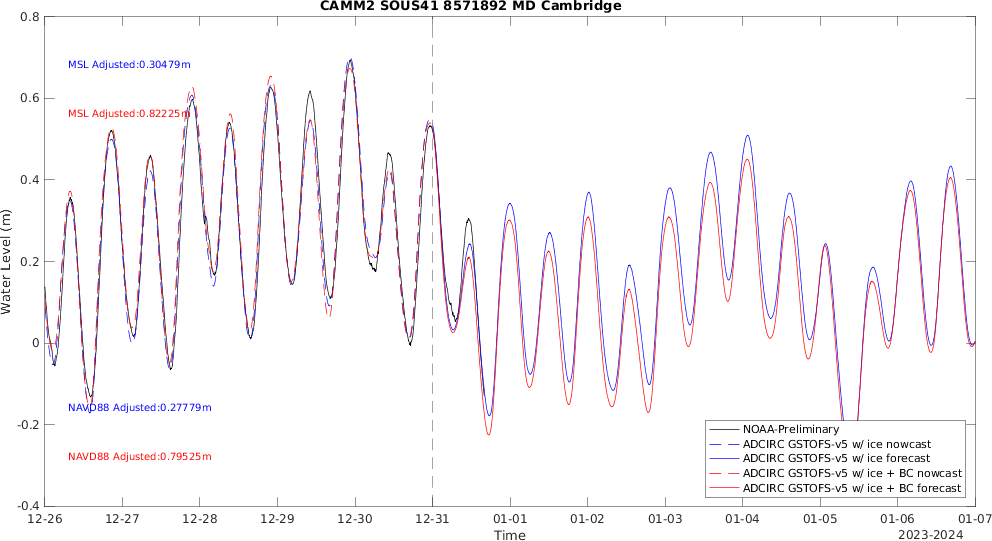 CAMM2 SOUS41 8571892 MD Cambridge
0.8
0.6
0.4
0.2
0
-0.2
-0.4
Water Level (m)
MSL Adjusted:0.30479m
MSL Adjusted:0.82225m
NAVD88 Adjusted:0.27779m
NAVD88 Adjusted:0.79525m
NOAA-Preliminary
ADCIRC GSTOFS-v5 w/ ice nowcast
ADCIRC GSTOFS-v5 w/ ice forecast
ADCIRC GSTOFS-v5 w/ ice + BC nowcast
ADCIRC GSTOFS-v5 w/ ice + BC forecast
12-26 12-27 12-28 12-29 12-30 12-31 01-01 01-02 01-03 01-04 01-05 01-06 01-07
Time
2023-2024